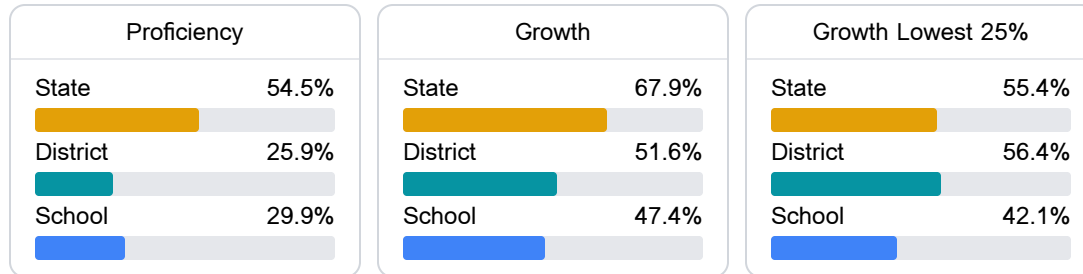 Proficiency
State 54.5%
District 25.9%
School 29.9%
Growth
State 67.9%
District 51.6%
School 47.4%
Growth Lowest 25%
State 55.4%
District 56.4%
School 42.1%